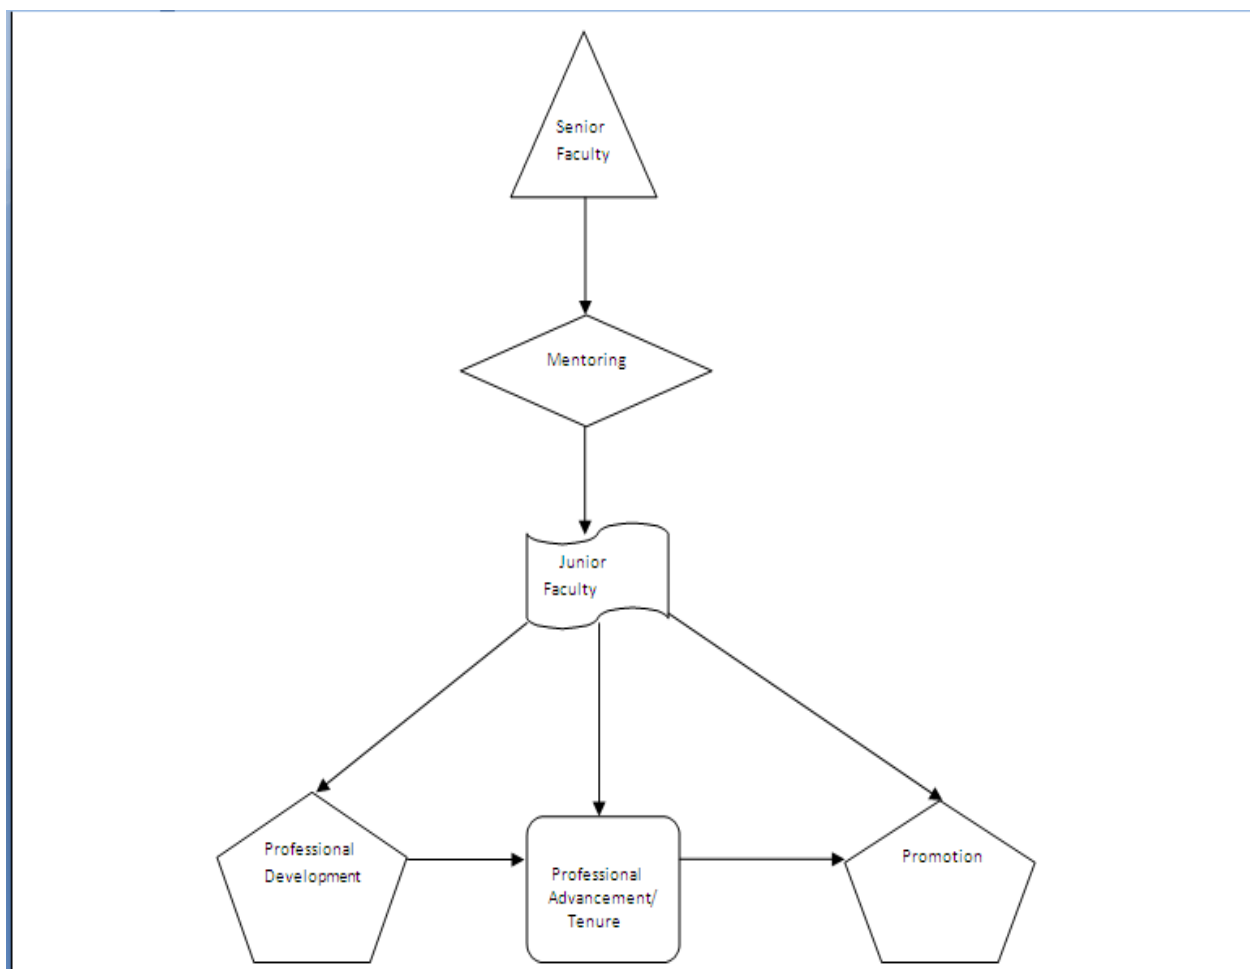 Senior
Faculty
Mentoring
Junior
Faculty
Professional
Development
Professional
Advancement/
Tenure
Promotion